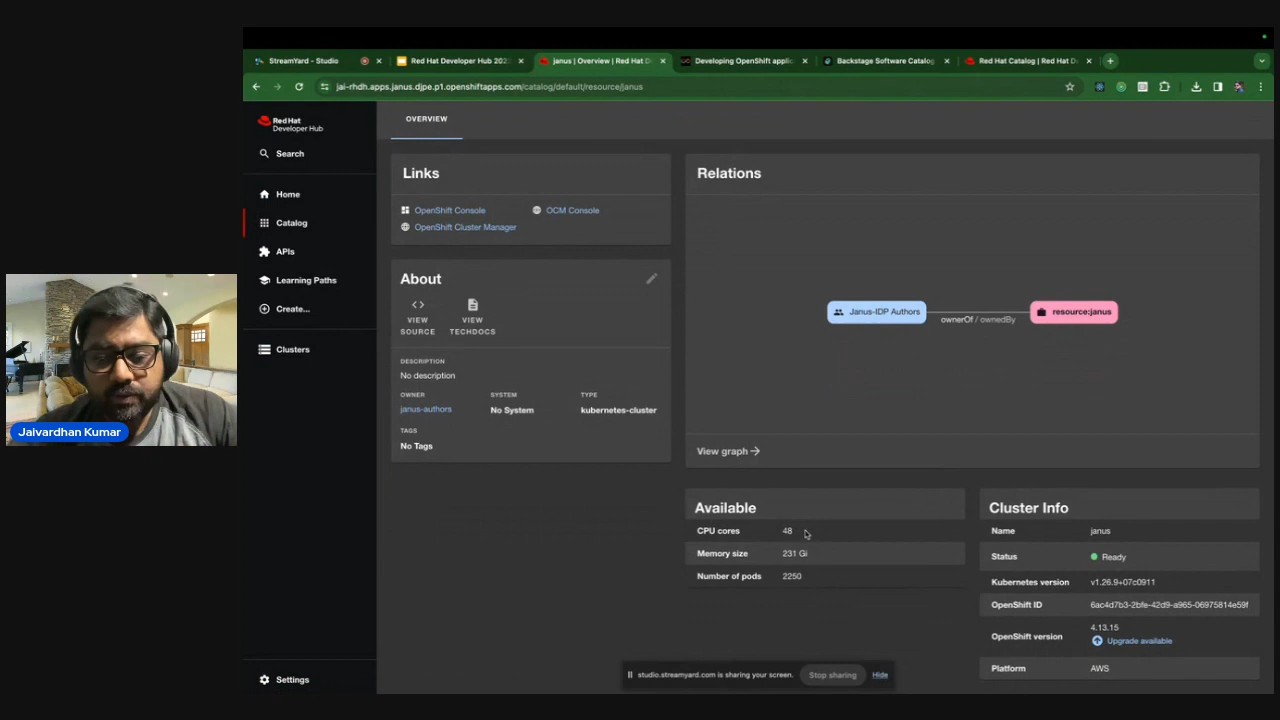 StreamYard - Studio
Red Hat Developer Hub 202
janus | Overview | Red Hat D
Developing OpenShift applic
Backstage Software Catalog
Red Hat Catalog | Red Hat D
jai-rhdh.apps.janus.djpe.p1.openshiftapps.com/catalog/default/resource/janus
Red Hat
Developer Hub
Search
Home
Catalog
APIs
Learning Paths
Create...
Clusters
Settings
OVERVIEW
Links
OpenShift Console
OCM Console
OpenShift Cluster Manager
About
VIEW
SOURCE
VIEW
TECHDOCS
DESCRIPTION
No description
OWNER
SYSTEM
TYPE
janus-authors
No System
kubernetes-cluster
TAGS
No Tags
Relations
Janus-IDP Authors
ownerOf / ownedBy
resource:janus
View graph
Available
CPU cores 48
Memory size 231 Gi
Number of pods 2250
Cluster Info
Name janus
Status Ready
Kubernetes version v1.26.9+07c0911
OpenShift ID 6ac4d7b3-2bfe-42d9-a965-06975814e59f
OpenShift version 4.13.15
Upgrade available
Platform AWS
studio.streamyard.com is sharing your screen.
Stop sharing
Hide
Jaivardhan Kumar